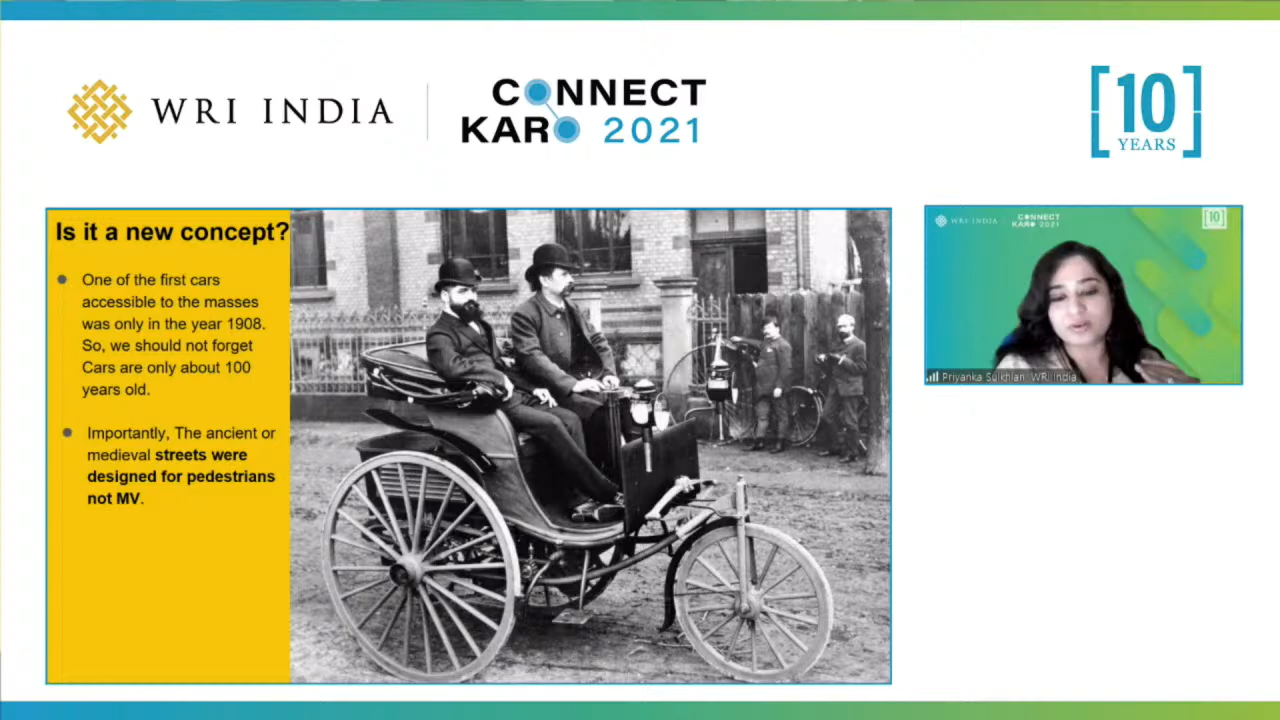 WRI INDIA
CONNECT
KARO 2021
10
YEARS
Is it a new concept?
One of the first cars
accessible to the masses
was only in the year 1908.
So, we should not forget
Cars are only about 100
years old.
Importantly, The ancient or
medieval streets were
designed for pedestrians
not MV.
WRI INDIA
CONNECT
KARO 2021
10
Priyanka Sulkhlan WRI India